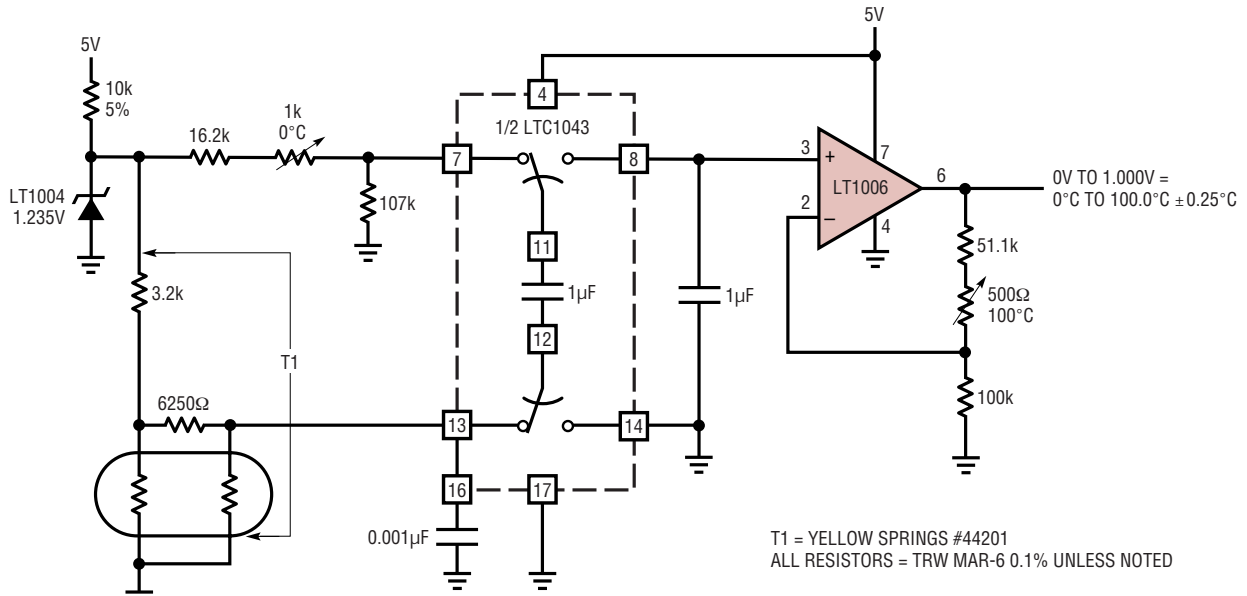 5V
10k
5%
LT1004
1.235V
16.2k
1k
0°C
107k
3.2k
T1
6250Ω
4
1/2 LTC1043
7
8
11
1µF
12
13
14
16
17
0.001µF
1µF
5V
3
+
7
LT1006
6
2
–
4
0V TO 1.000V =
0°C TO 100.0°C ±0.25°C
51.1k
500Ω
100°C
100k
T1 = YELLOW SPRINGS #44201
ALL RESISTORS = TRW MAR-6 0.1% UNLESS NOTED